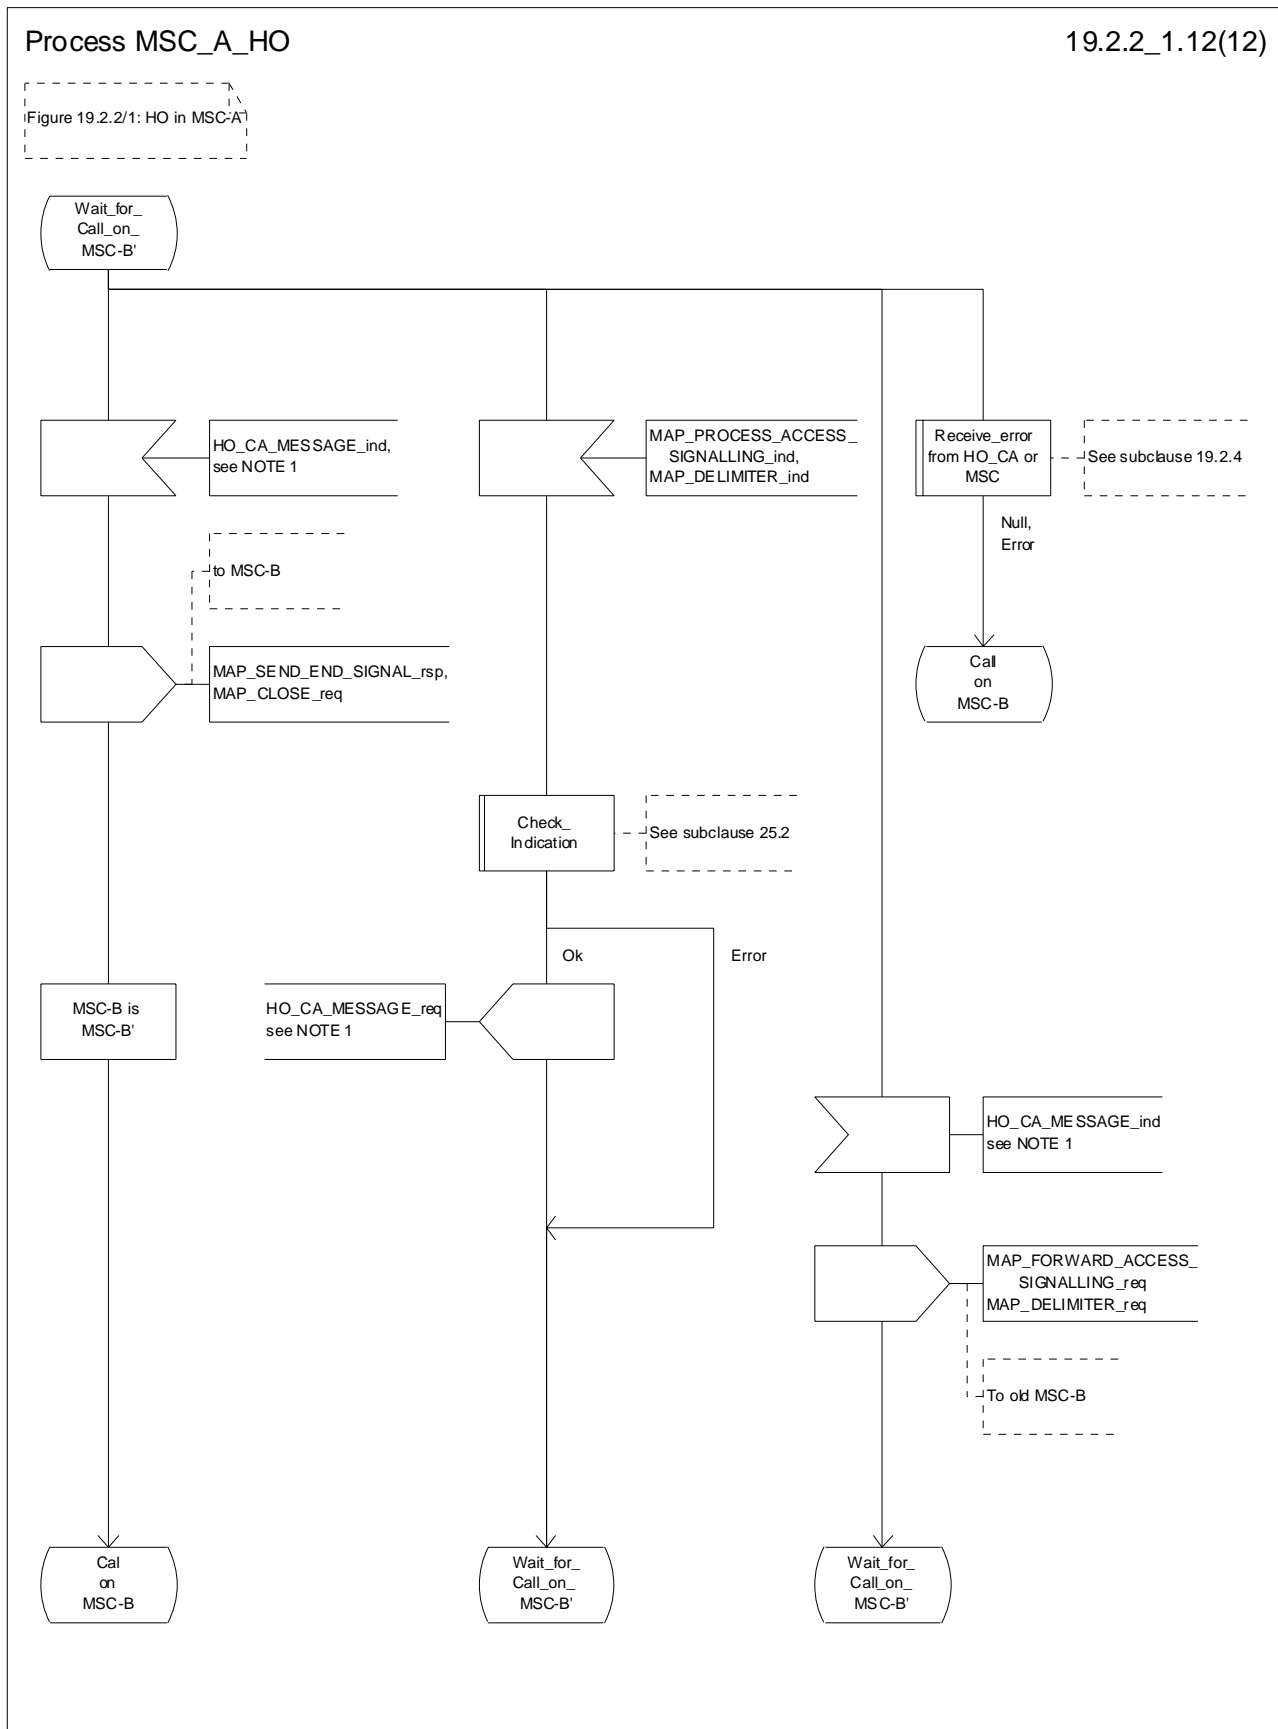 Process MSC_A_HO
19.2.2_1.12(12)
Figure 19.2.2/1: HO in MSC-A
Wait_for_
Call_on_
MSC-B'
HO_CA_MESSAGE_ind,
see NOTE 1
MAP_PROCESS_ACCESS_
SIGNALLING_ind,
MAP_DELIMITER_ind
Receive_error
from HO_CA or
MSC
See subclause 19.2.4
Null,
Error
to MSC-B
MAP_SEND_END_SIGNAL_rsp,
MAP_CLOSE_req
Call
on
MSC-B
Check_
Indication
See subclause 25.2
Ok
Error
MSC-B is
MSC-B'
HO_CA_MESSAGE_req
see NOTE 1
HO_CA_MESSAGE_ind
see NOTE 1
MAP_FORWARD_ACCESS_
SIGNALLING_req
MAP_DELIMITER_req
To old MSC-B
Cal
on
MSC-B
Wait_for_
Call_on_
MSC-B'
Wait_for_
Call_on_
MSC-B'